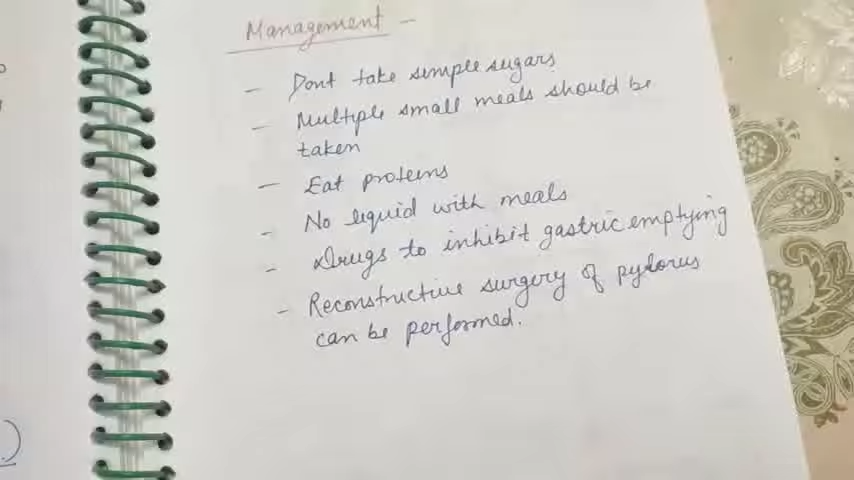 Management -
- Dont take simple sugars
- Multiple small meals should be
taken
- Eat proteins
- No liquid with meals
- Drugs to inhibit gastric emptying
- Reconstructive surgery of pylorus
can be performed.